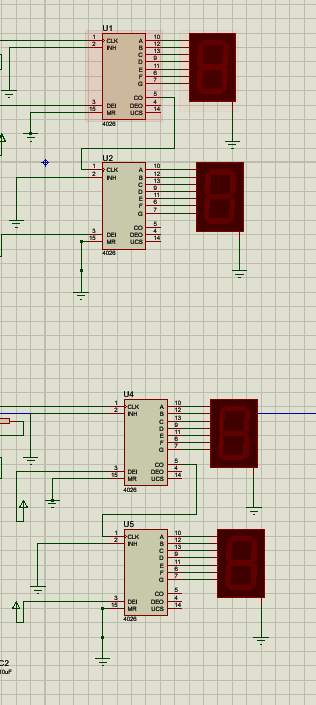 U1
1 CLK A 10
2 INH B 12
C 13
D 9
E 11
F 6
G 7
CO 5
3 DEI DEO 4
15 MR UCS 14
4026
U2
1 CLK A 10
2 INH B 12
C 13
D 9
E 11
F 6
G 7
CO 5
3 DEI DEO 4
15 MR UCS 14
4026
U4
1 CLK A 10
2 INH B 12
C 13
D 9
E 11
F 6
G 7
CO 5
3 DEI DEO 4
15 MR UCS 14
4026
U5
1 CLK A 10
2 INH B 12
C 13
D 9
E 11
F 6
G 7
CO 5
3 DEI DEO 4
15 MR UCS 14
4026
C2